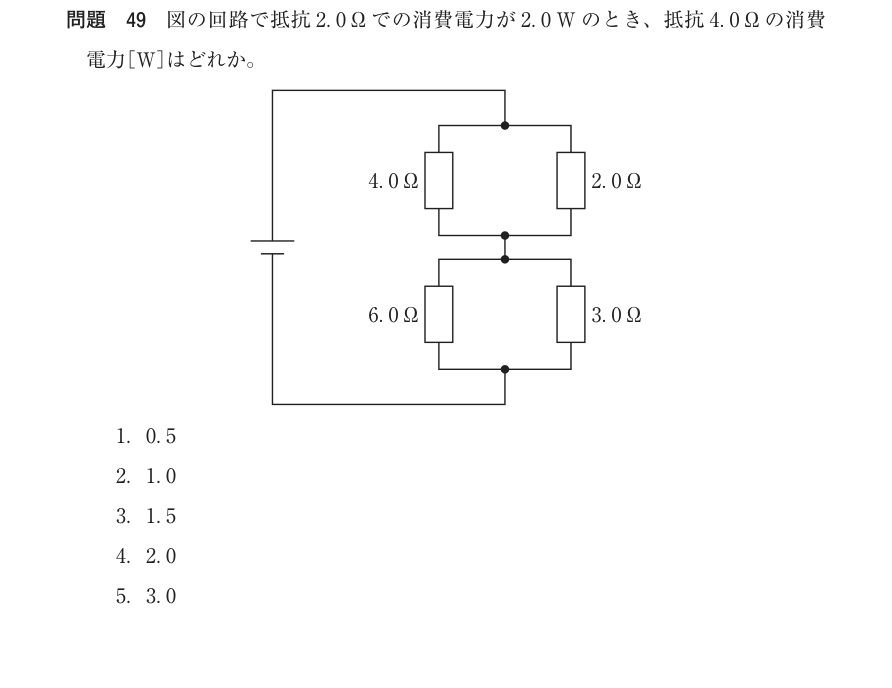 問題 49 図の回路で抵抗 2.0 Ω での消費電力が 2.0 W のとき、抵抗 4.0 Ω の消費
電力[W]はどれか。
4.0 Ω
2.0 Ω
6.0 Ω
3.0 Ω
1. 0.5
2. 1.0
3. 1.5
4. 2.0
5. 3.0